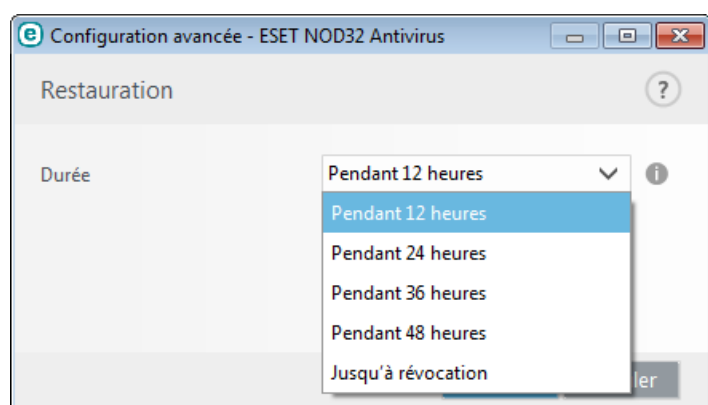 Configuration avancée - ESET NOD32 Antivirus
Restauration
?
Durée
Pendant 12 heures
Pendant 12 heures
Pendant 24 heures
Pendant 36 heures
Pendant 48 heures
Jusqu'à révocation